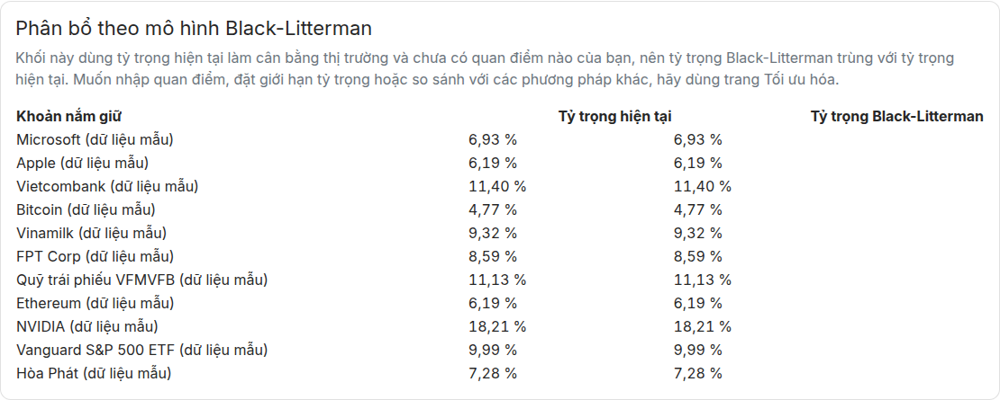 Phân bổ theo mô hình Black-Litterman
Khối này dùng tỷ trọng hiện tại làm cân bằng thị trường và chưa có quan điểm nào của bạn, nên tỷ trọng Black-Litterman trùng với tỷ trọng
hiện tại. Muốn nhập quan điểm, đặt giới hạn tỷ trọng hoặc so sánh với các phương pháp khác, hãy dùng trang Tối ưu hóa.
Khoản nắm giữ Tỷ trọng hiện tại Tỷ trọng Black-Litterman
Microsoft (dữ liệu mẫu) 6,93 % 6,93 %
Apple (dữ liệu mẫu) 6,19 % 6,19 %
Vietcombank (dữ liệu mẫu) 11,40 % 11,40 %
Bitcoin (dữ liệu mẫu) 4,77 % 4,77 %
Vinamilk (dữ liệu mẫu) 9,32 % 9,32 %
FPT Corp (dữ liệu mẫu) 8,59 % 8,59 %
Quỹ trái phiếu VFMVFB (dữ liệu mẫu) 11,13 % 11,13 %
Ethereum (dữ liệu mẫu) 6,19 % 6,19 %
NVIDIA (dữ liệu mẫu) 18,21 % 18,21 %
Vanguard S&P 500 ETF (dữ liệu mẫu) 9,99 % 9,99 %
Hòa Phát (dữ liệu mẫu) 7,28 % 7,28 %